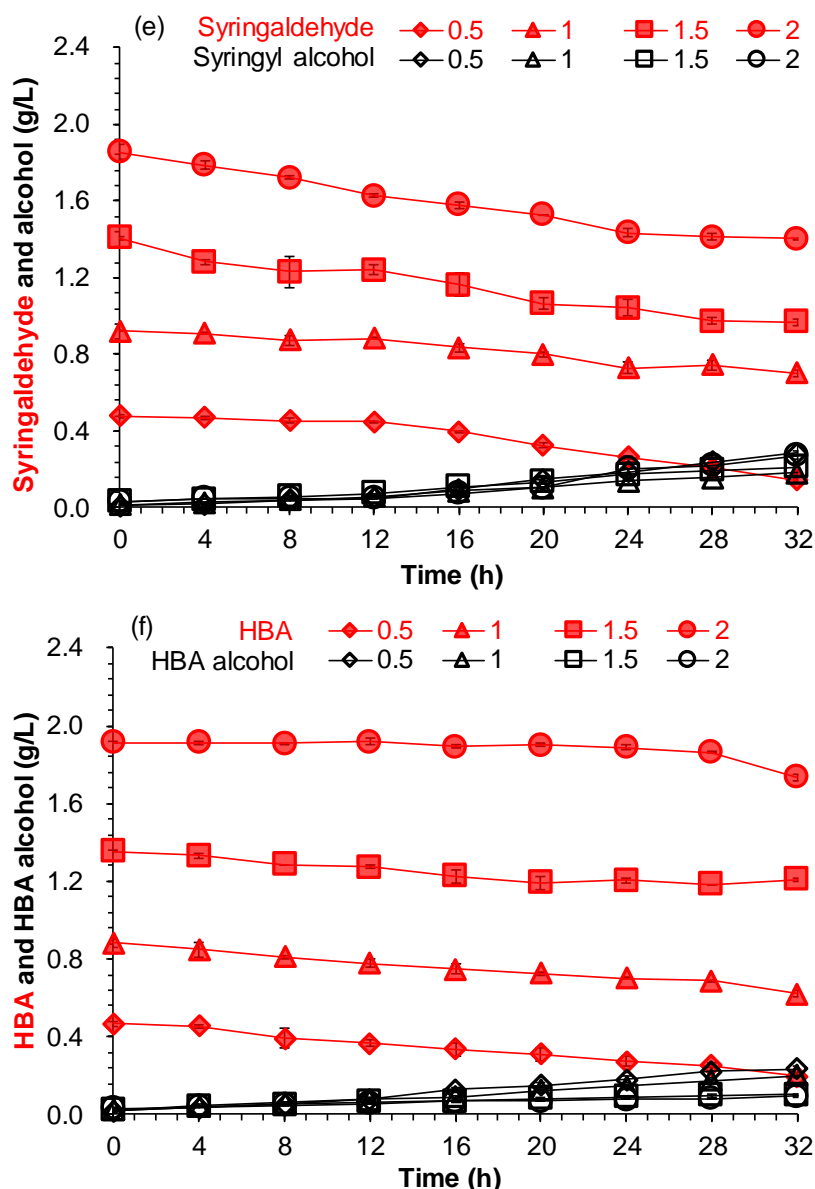 (e) Syringaldehyde 0.5 1 1.5 2
Syringyl alcohol 0.5 1 1.5 2
Syringaldehyde and alcohol (g/L)
2.4
2.0
1.6
1.2
0.8
0.4
0.0
0 4 8 12 16 20 24 28 32
Time (h)
(f) HBA 0.5 1 1.5 2
HBA alcohol 0.5 1 1.5 2
HBA and HBA alcohol (g/L)
2.4
2.0
1.6
1.2
0.8
0.4
0.0
0 4 8 12 16 20 24 28 32
Time (h)